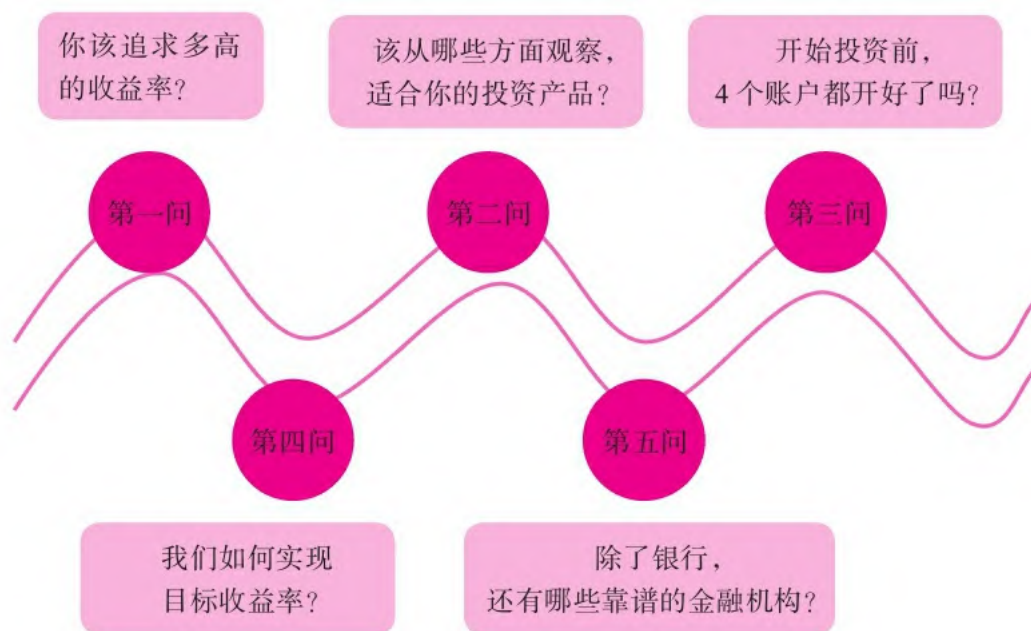 你该追求多高
的收益率?
第一问
该从哪些方面观察，
适合你的投资产品?
第二问
开始投资前，
4个账户都开好了吗?
第三问
第四问
我们如何实现
目标收益率?
第五问
除了银行，
还有哪些靠谱的金融机构?